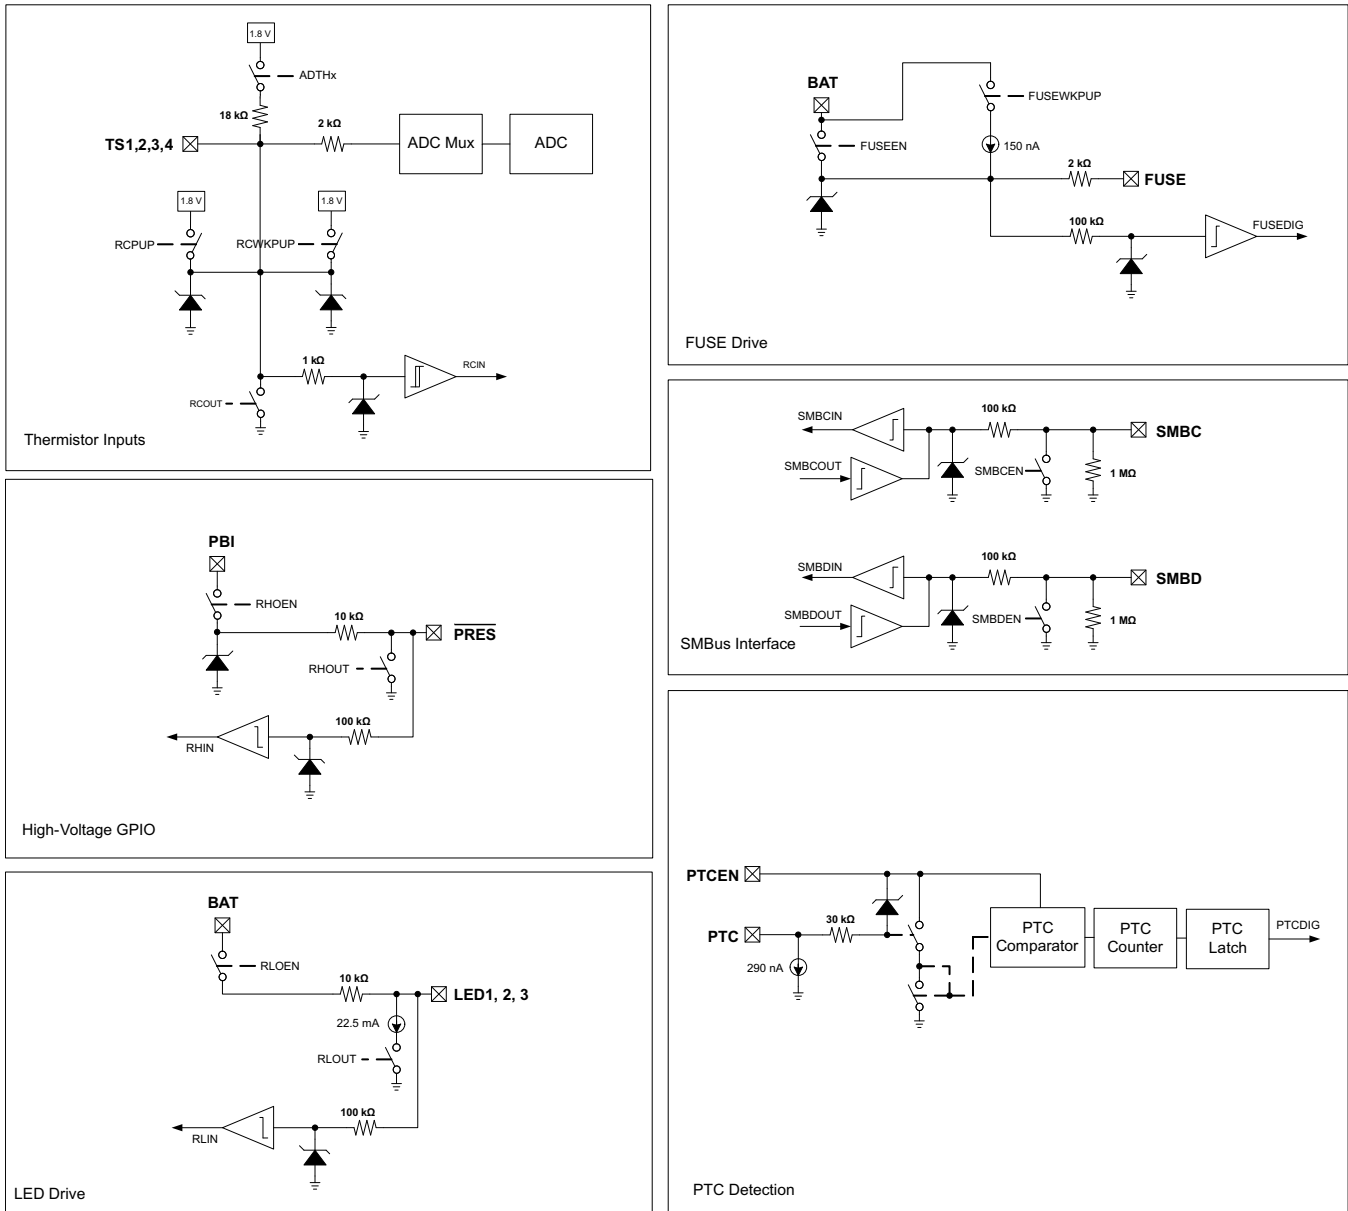 1.8 V
ADTHx
18 kΩ
2 kΩ
TS1,2,3,4
ADC Mux
ADC
1.8 V
1.8 V
RCPUP
RCWKPUP
1 kΩ
RCIN
RCOUT
Thermistor Inputs
BAT
FUSEWKPUP
FUSEEN
150 nA
2 kΩ
FUSE
100 kΩ
FUSEDIG
FUSE Drive
SMBCIN
100 kΩ
SMBC
SMBCOUT
SMBCEN
1 MΩ
SMBDIN
100 kΩ
SMBD
SMBDOUT
SMBDEN
1 MΩ
SMBus Interface
PBI
RHOEN
10 kΩ
PRES
RHOUT
100 kΩ
RHIN
High-Voltage GPIO
BAT
RLOEN
10 kΩ
LED1, 2, 3
22.5 mA
RLOUT
100 kΩ
RLIN
LED Drive
PTCEN
30 kΩ
PTC
290 nA
PTC
Comparator
PTC
Counter
PTC
Latch
PTCDIG
PTC Detection